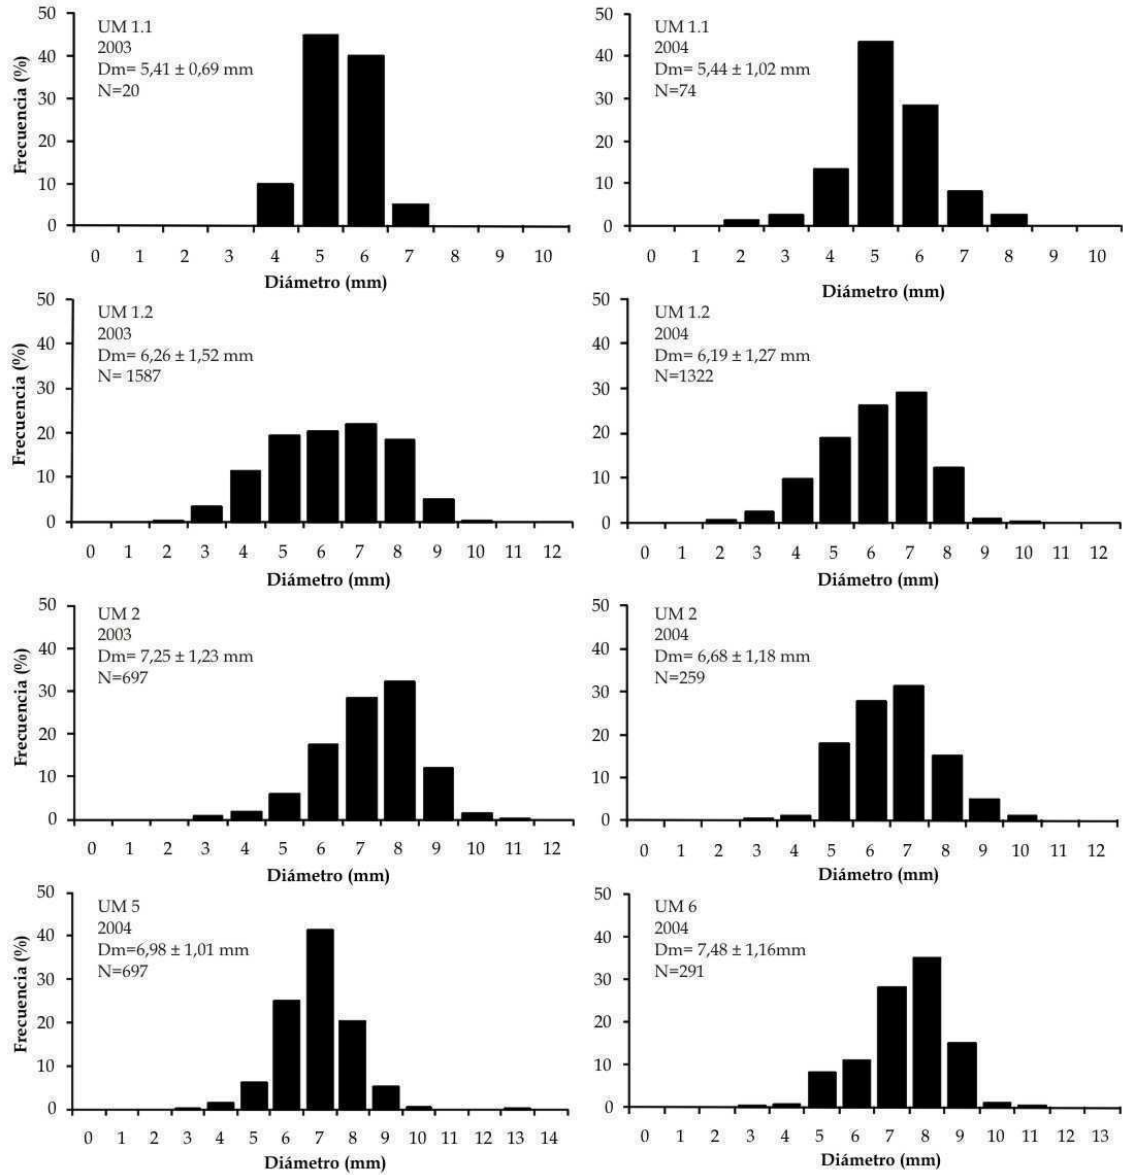 50
40
30
20
10
0
Frecuencia (%)
UM 1.1
2003
Dm= 5,41 ± 0,69 mm
N=20
0 1 2 3 4 5 6 7 8 9 10
Diámetro (mm)
50
40
30
20
10
0
UM 1.1
2004
Dm= 5,44 ± 1,02 mm
N=74
0 1 2 3 4 5 6 7 8 9 10
Diámetro (mm)
50
40
30
20
10
0
Frecuencia (%)
UM 1.2
2003
Dm= 6,26 ± 1,52 mm
N= 1587
0 1 2 3 4 5 6 7 8 9 10 11 12
Diámetro (mm)
50
40
30
20
10
0
UM 1.2
2004
Dm= 6,19 ± 1,27 mm
N=1322
0 1 2 3 4 5 6 7 8 9 10 11 12
Diámetro (mm)
50
40
30
20
10
0
Frecuencia (%)
UM 2
2003
Dm= 7,25 ± 1,23 mm
N=697
0 1 2 3 4 5 6 7 8 9 10 11 12
Diámetro (mm)
50
40
30
20
10
0
UM 2
2004
Dm= 6,68 ± 1,18 mm
N=259
0 1 2 3 4 5 6 7 8 9 10 11 12
Diámetro (mm)
50
40
30
20
10
0
Frecuencia (%)
UM 5
2004
Dm=6,98 ± 1,01 mm
N=697
0 1 2 3 4 5 6 7 8 9 10 11 12 13 14
Diámetro (mm)
50
40
30
20
10
0
UM 6
2004
Dm= 7,48 ± 1,16mm
N=291
0 1 2 3 4 5 6 7 8 9 10 11 12 13
Diámetro (mm)